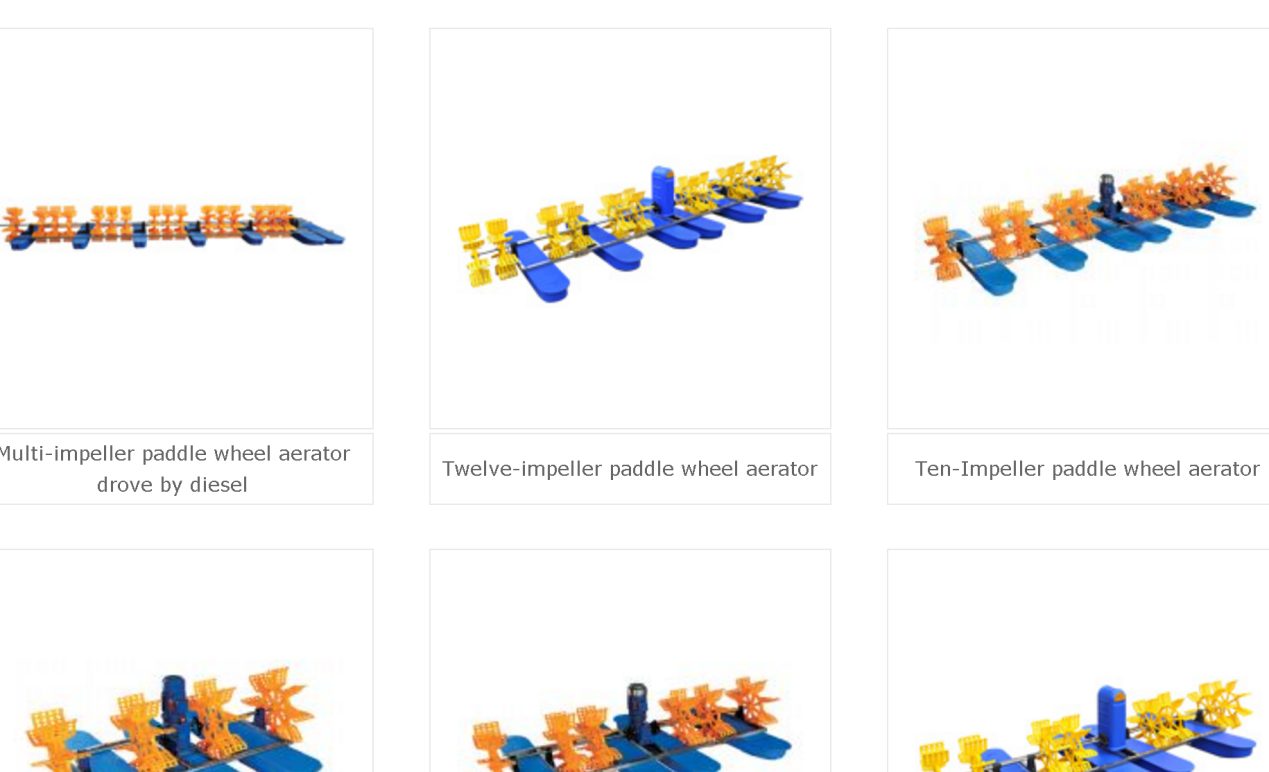 Multi-impeller paddle wheel aerator
drove by diesel
Twelve-impeller paddle wheel aerator
Ten-Impeller paddle wheel aerator